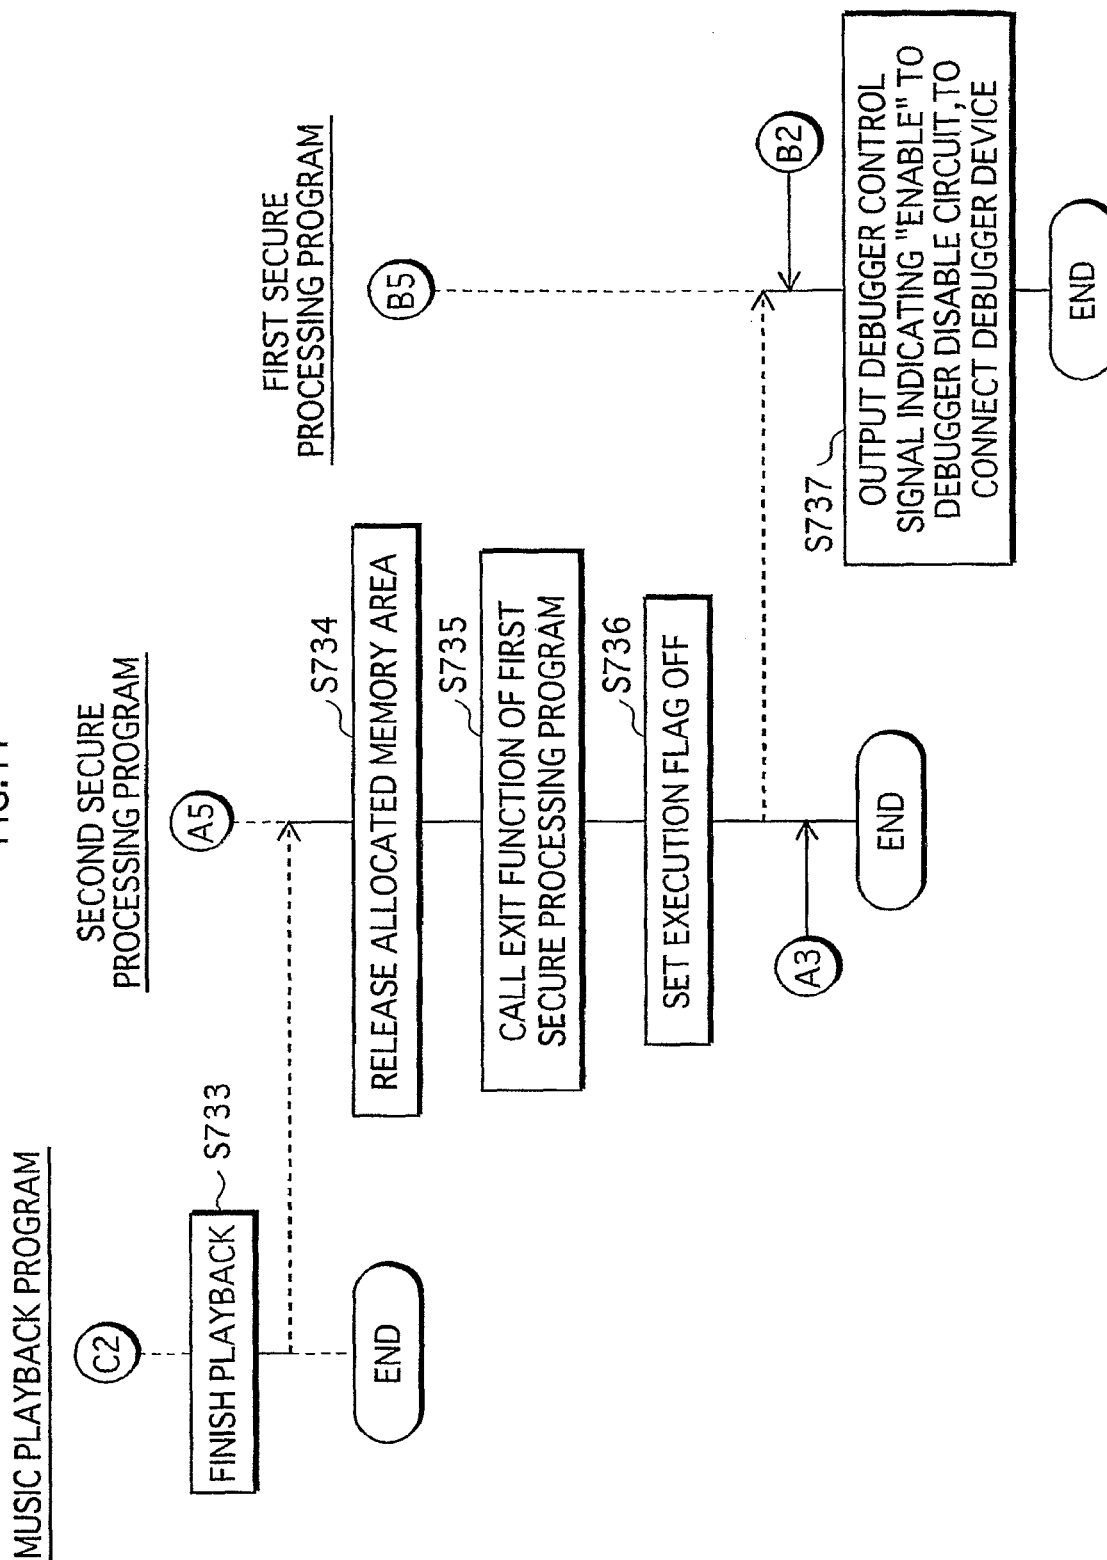 MUSIC PLAYBACK PROGRAM
C2
FINISH PLAYBACK
S733
END
SECOND SECURE
PROCESSING PROGRAM
A5
RELEASE ALLOCATED MEMORY AREA
S734
CALL EXIT FUNCTION OF FIRST
SECURE PROCESSING PROGRAM
S735
SET EXECUTION FLAG OFF
S736
A3
END
FIRST SECURE
PROCESSING PROGRAM
B5
B2
S737
OUTPUT DEBUGGER CONTROL
SIGNAL INDICATING "ENABLE" TO
DEBUGGER DISABLE CIRCUIT,TO
CONNECT DEBUGGER DEVICE
END